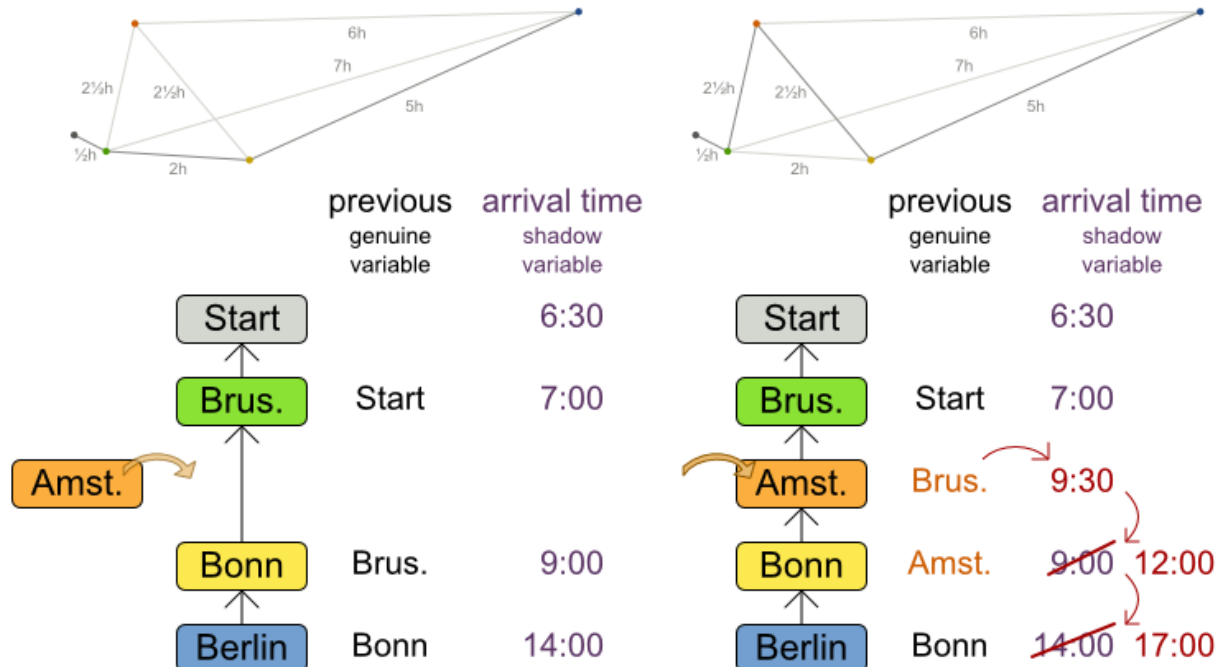 6h
7h
2½h
2½h
5h
½h
2h
previous arrival time
genuine shadow
variable variable
Start 6:30
Brus. Start 7:00
Amst.
Bonn Brus. 9:00
Berlin Bonn 14:00
6h
7h
2½h
2½h
5h
½h
2h
previous arrival time
genuine shadow
variable variable
Start 6:30
Brus. Start 7:00
Amst. Brus. 9:30
Bonn Amst. 9:00 12:00
Berlin Bonn 14:00 17:00